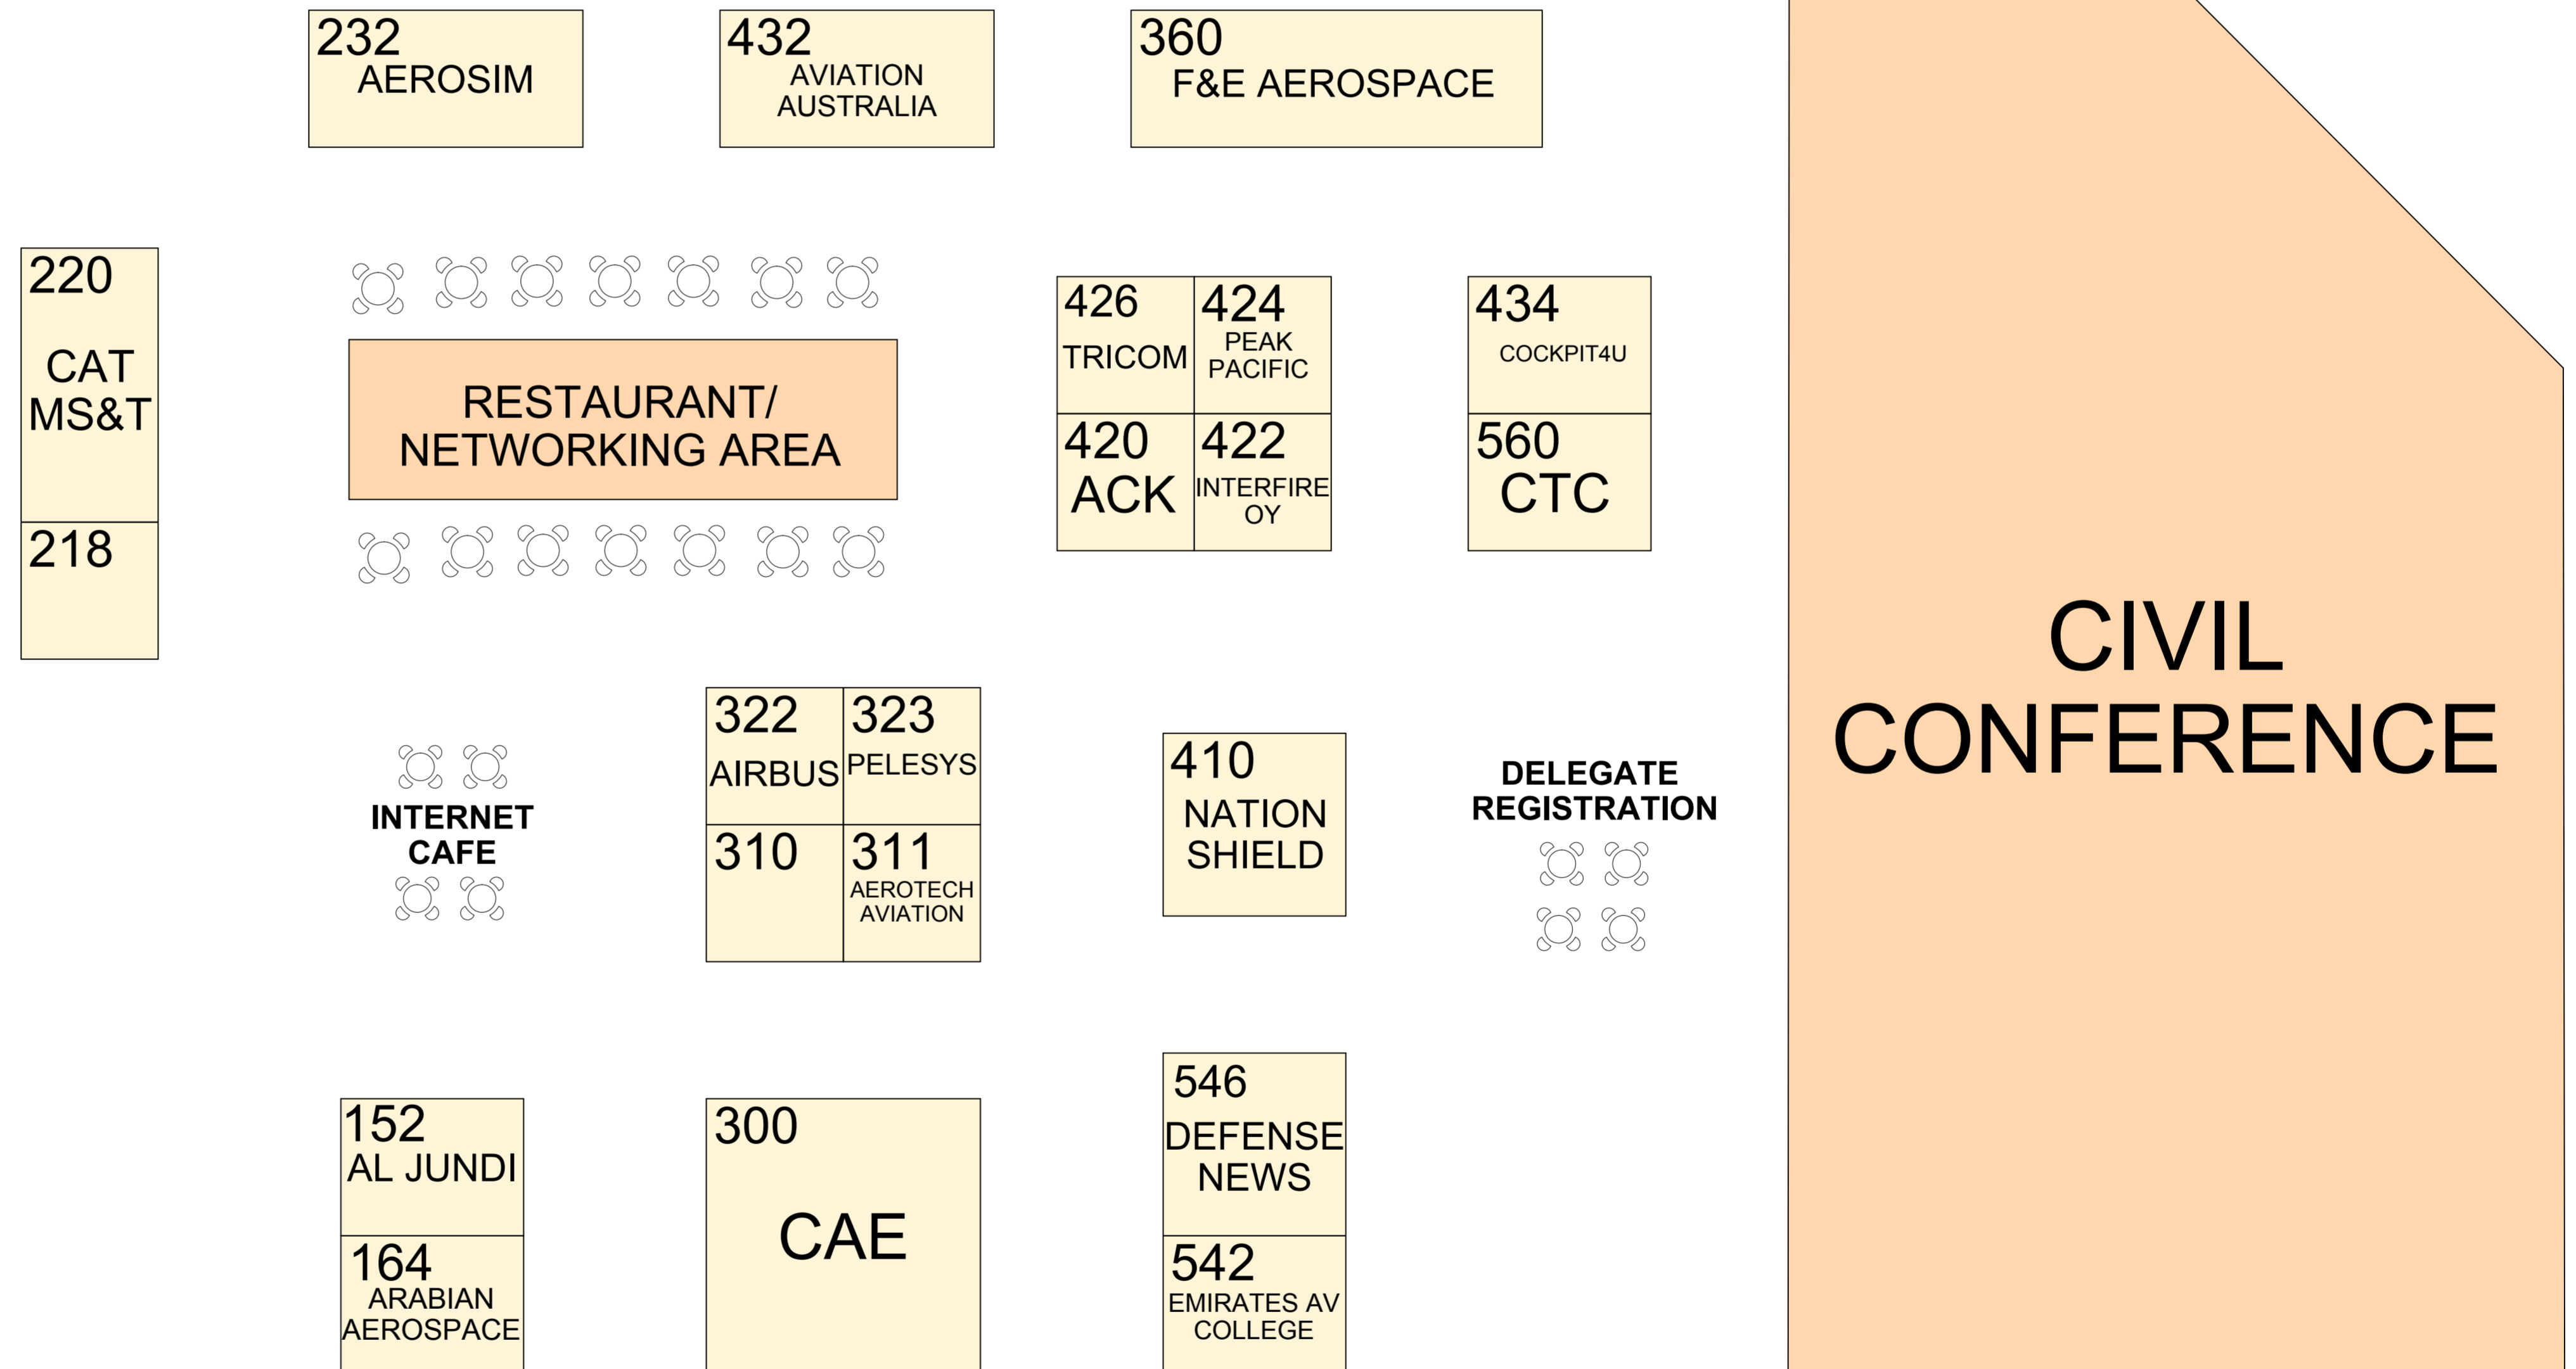 232
AEROSIM
432
AVIATION
AUSTRALIA
360
F&E AEROSPACE
220
CAT
MS&T
218
RESTAURANT/
NETWORKING AREA
426
TRICOM
424
PEAK
PACIFIC
420
ACK
422
INTERFIRE
OY
434
COCKPIT4U
560
CTC
CIVIL
CONFERENCE
INTERNET
CAFE
322
AIRBUS
323
PELESYS
310
311
AEROTECH
AVIATION
410
NATION
SHIELD
DELEGATE
REGISTRATION
152
AL JUNDI
164
ARABIAN
AEROSPACE
300
CAE
546
DEFENSE
NEWS
542
EMIRATES AV
COLLEGE